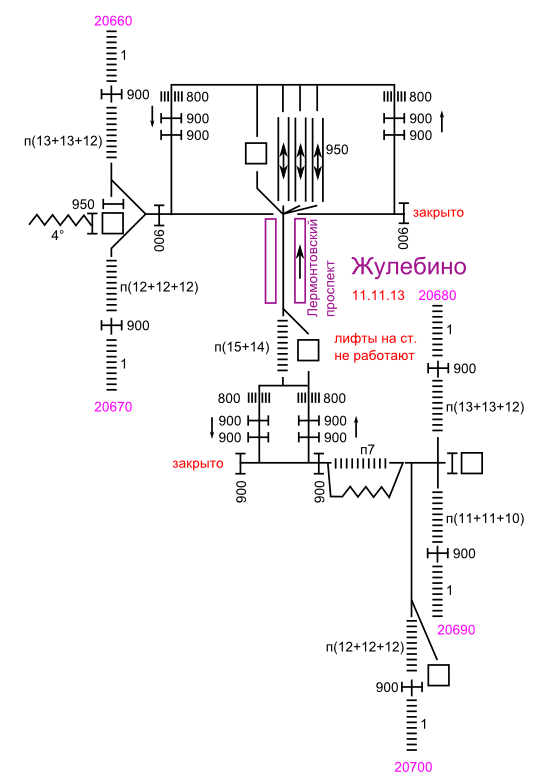 20660
1
900
800
800
900
900
900
900
п(13+13+12)
950
950
4°
900
закрыто
900
Лермонтовский
проспект
Жулебино
11.11.13
20680
п(12+12+12)
1
900
лифты на ст.
не работают
п(15+14)
1
900
20670
800
800
п(13+13+12)
900
900
900
900
п7
закрыто
900
900
п(11+11+10)
900
1
20690
п(12+12+12)
900
1
20700